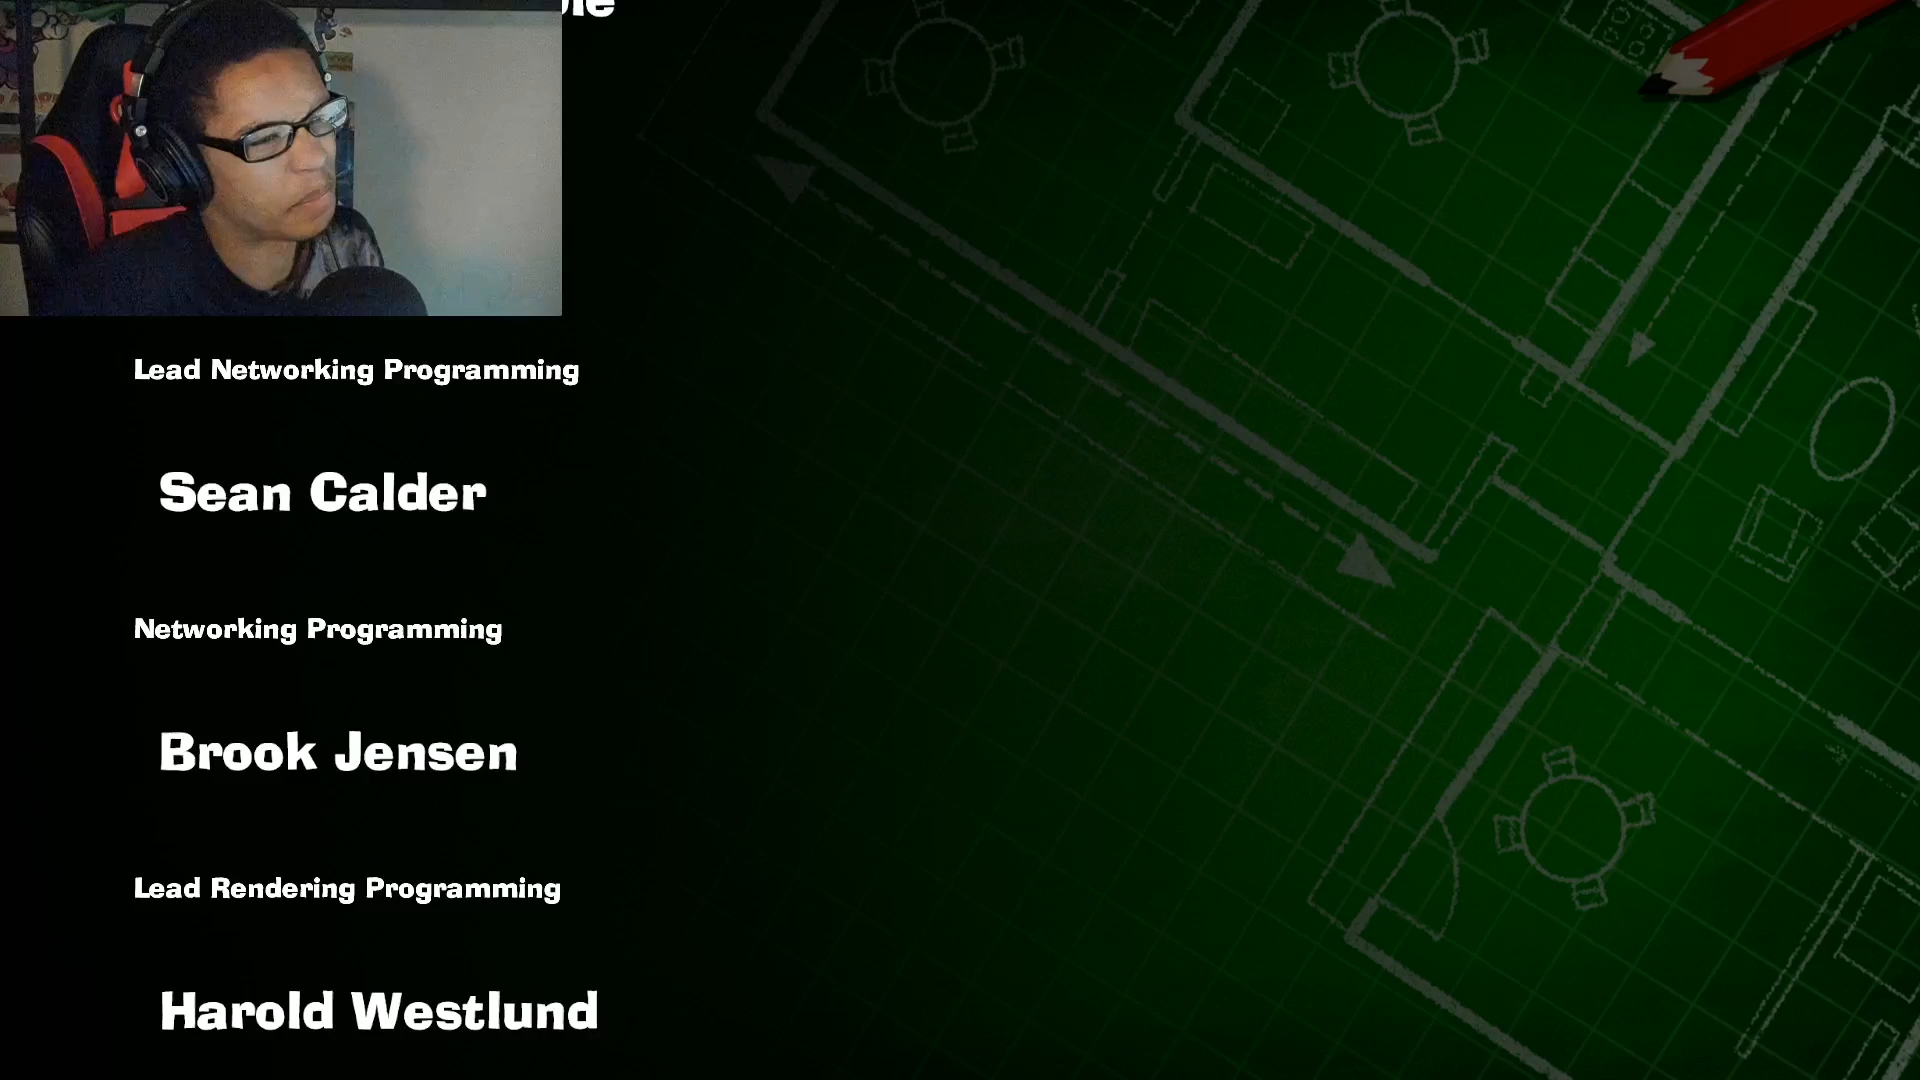 Lead Networking Programming
Sean Calder
Networking Programming
Brook Jensen
Lead Rendering Programming
Harold Westlund